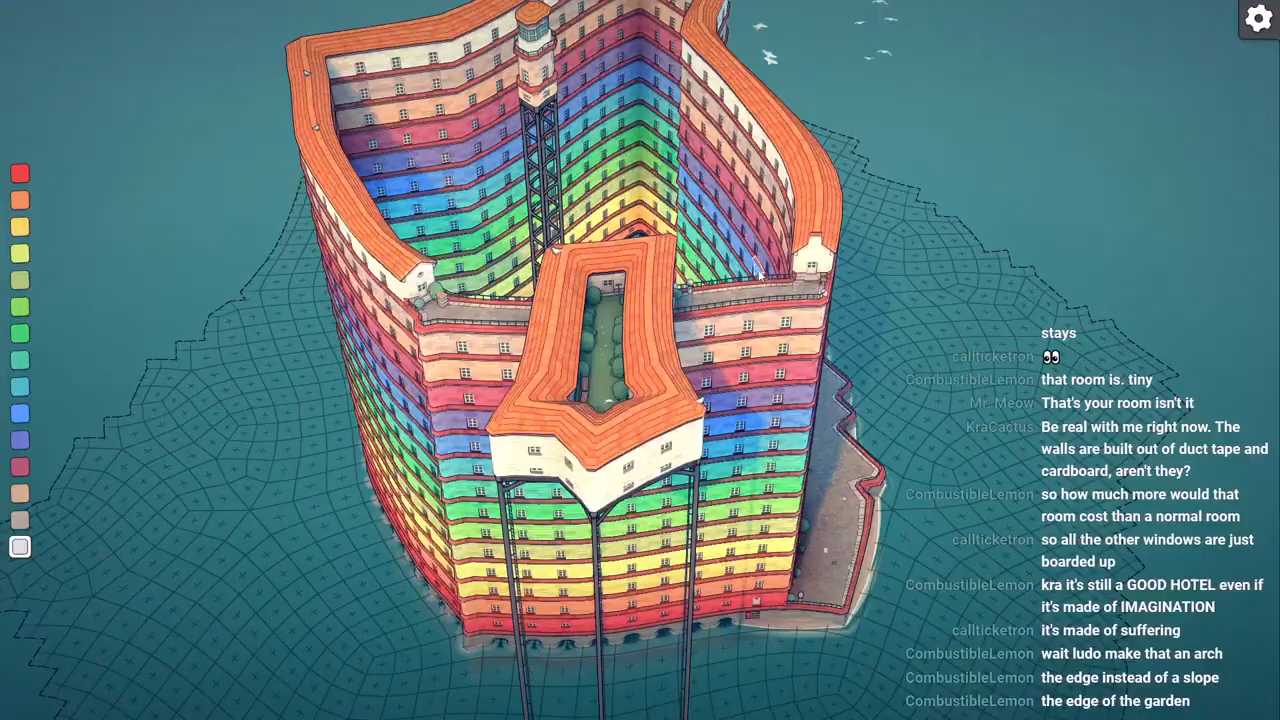 stays
callticketron 👀
CombustibleLemon that room is. tiny
Mr. Meow That's your room isn't it
KraCactus Be real with me right now. The
walls are built out of duct tape and
cardboard, aren't they?
CombustibleLemon so how much more would that
room cost than a normal room
callticketron so all the other windows are just
boarded up
CombustibleLemon kra it's still a GOOD HOTEL even if
it's made of IMAGINATION
callticketron it's made of suffering
CombustibleLemon wait ludo make that an arch
CombustibleLemon the edge instead of a slope
CombustibleLemon the edge of the garden